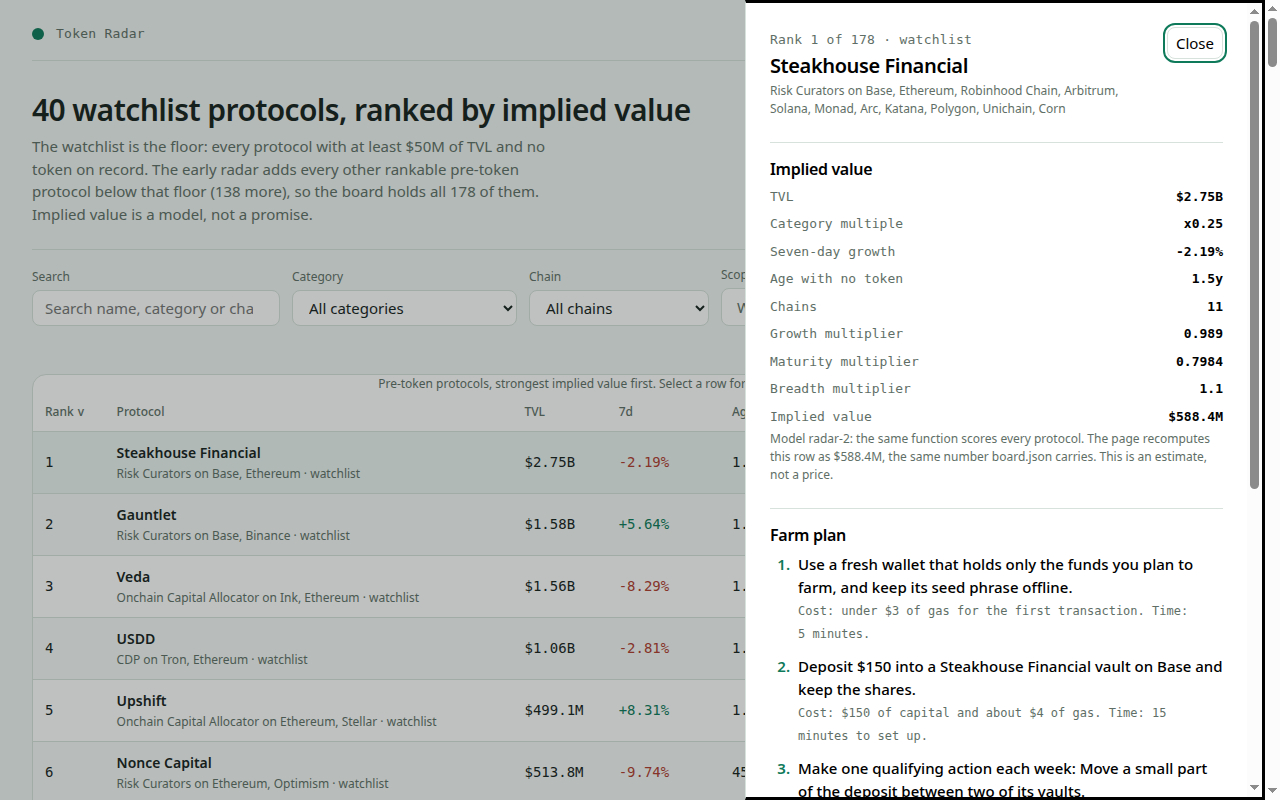 Token Radar
40 watchlist protocols, ranked by implied value
The watchlist is the floor: every protocol with at least $50M of TVL and no
token on record. The early radar adds every other rankable pre-token
protocol below that floor (138 more), so the board holds all 178 of them.
Implied value is a model, not a promise.
Search
Category
Chain
Search name, category or cha
All categories
All chains
Pre-token protocols, strongest implied value first. Select a row for
Rank v
Protocol
TVL
7d
1
Steakhouse Financial
Risk Curators on Base, Ethereum · watchlist
$2.75B
-2.19%
2
Gauntlet
Risk Curators on Base, Binance · watchlist
$1.58B
+5.64%
3
Veda
Onchain Capital Allocator on Ink, Ethereum · watchlist
$1.56B
-8.29%
4
USDD
CDP on Tron, Ethereum · watchlist
$1.06B
-2.81%
5
Upshift
Onchain Capital Allocator on Ethereum, Stellar · watchlist
$499.1M
+8.31%
6
Nonce Capital
Risk Curators on Ethereum, Optimism · watchlist
$513.8M
-9.74%
Rank 1 of 178 · watchlist
Close
Steakhouse Financial
Risk Curators on Base, Ethereum, Robinhood Chain, Arbitrum,
Solana, Monad, Arc, Katana, Polygon, Unichain, Corn
Implied value
TVL $2.75B
Category multiple x0.25
Seven-day growth -2.19%
Age with no token 1.5y
Chains 11
Growth multiplier 0.989
Maturity multiplier 0.7984
Breadth multiplier 1.1
Implied value $588.4M
Model radar-2: the same function scores every protocol. The page recomputes
this row as $588.4M, the same number board.json carries. This is an estimate,
not a price.
Farm plan
1. Use a fresh wallet that holds only the funds you plan to
farm, and keep its seed phrase offline.
Cost: under $3 of gas for the first transaction. Time:
5 minutes.
2. Deposit $150 into a Steakhouse Financial vault on Base and
keep the shares.
Cost: $150 of capital and about $4 of gas. Time: 15
minutes to set up.
3. Make one qualifying action each week: Move a small part
of the deposit between two of its vaults.